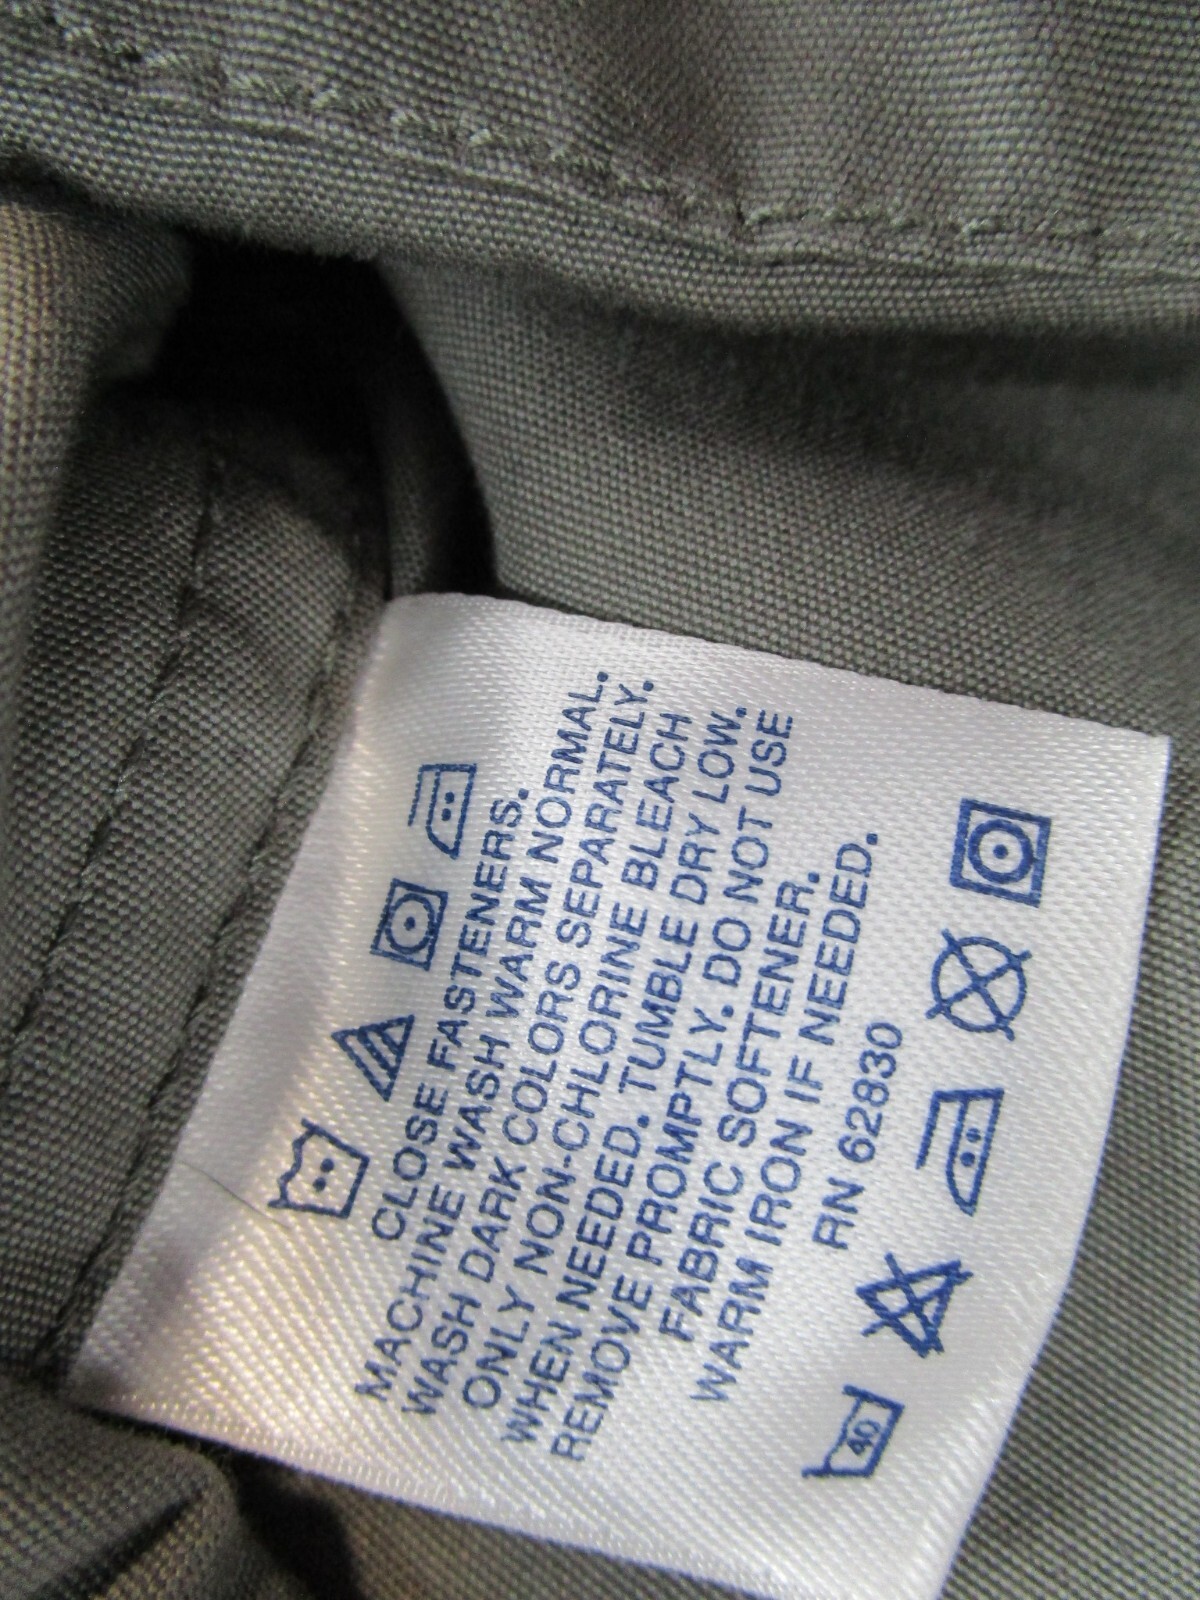 CLOSE FASTENERS.
MACHINE WASH WARM NORMAL.
WASH DARK COLORS SEPARATELY.
ONLY NON-CHLORINE BLEACH
WHEN NEEDED. TUMBLE DRY LOW.
REMOVE PROMPTLY. DO NOT USE
FABRIC SOFTENER.
WARM IRON IF NEEDED.
RN 62830
40